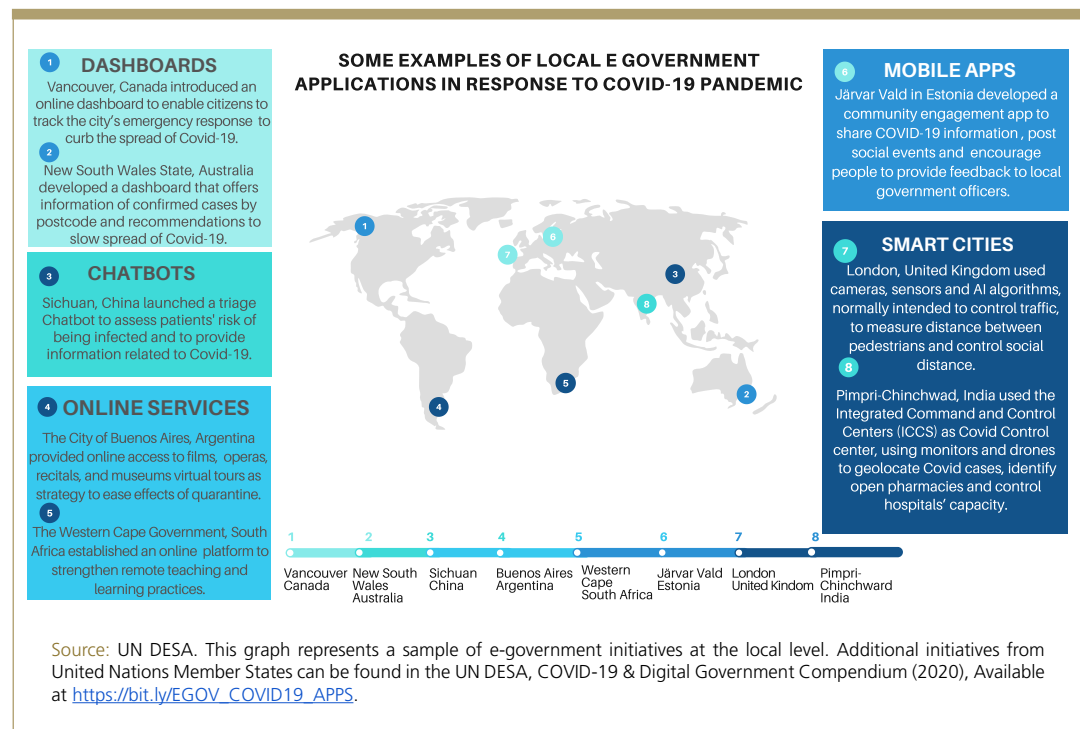 SOME EXAMPLES OF LOCAL E GOVERNMENT
APPLICATIONS IN RESPONSE TO COVID-19 PANDEMIC
1
DASHBOARDS
Vancouver, Canada introduced an
online dashboard to enable citizens to
track the city's emergency response to
curb the spread of Covid-19.
2
New South Wales State, Australia
developed a dashboard that offers
information of confirmed cases by
postcode and recommendations to
slow spread of Covid-19.
3
CHATBOTS
Sichuan, China launched a triage
Chatbot to assess patients' risk of
being infected and to provide
information related to Covid-19.
4
ONLINE SERVICES
The City of Buenos Aires, Argentina
provided online access to films, operas,
recitals, and museums virtual tours as
strategy to ease effects of quarantine.
5
The Western Cape Government, South
Africa established an online platform to
strengthen remote teaching and
learning practices.
1
6
7
3
8
5
4
2
6
MOBILE APPS
Järvar Vald in Estonia developed a
community engagement app to
share COVID-19 information , post
social events and encourage
people to provide feedback to local
government officers.
7
SMART CITIES
London, United Kingdom used
cameras, sensors and AI algorithms,
normally intended to control traffic,
to measure distance between
pedestrians and control social
distance.
8
Pimpri-Chinchwad, India used the
Integrated Command and Control
Centers (ICCS) as Covid Control
center, using monitors and drones
to geolocate Covid cases, identify
open pharmacies and control
hospitals' capacity.
1
Vancouver
Canada
2
New South
Wales
Australia
3
Sichuan
China
4
Buenos Aires
Argentina
5
Western
Cape
South Africa
6
Järvar Vald
Estonia
7
London
United Kindom
8
Pimpri-
Chinchward
India
Source: UN DESA. This graph represents a sample of e-government initiatives at the local level. Additional initiatives from
United Nations Member States can be found in the UN DESA, COVID-19 & Digital Government Compendium (2020), Available
at https://bit.ly/EGOV_COVID19_APPS.